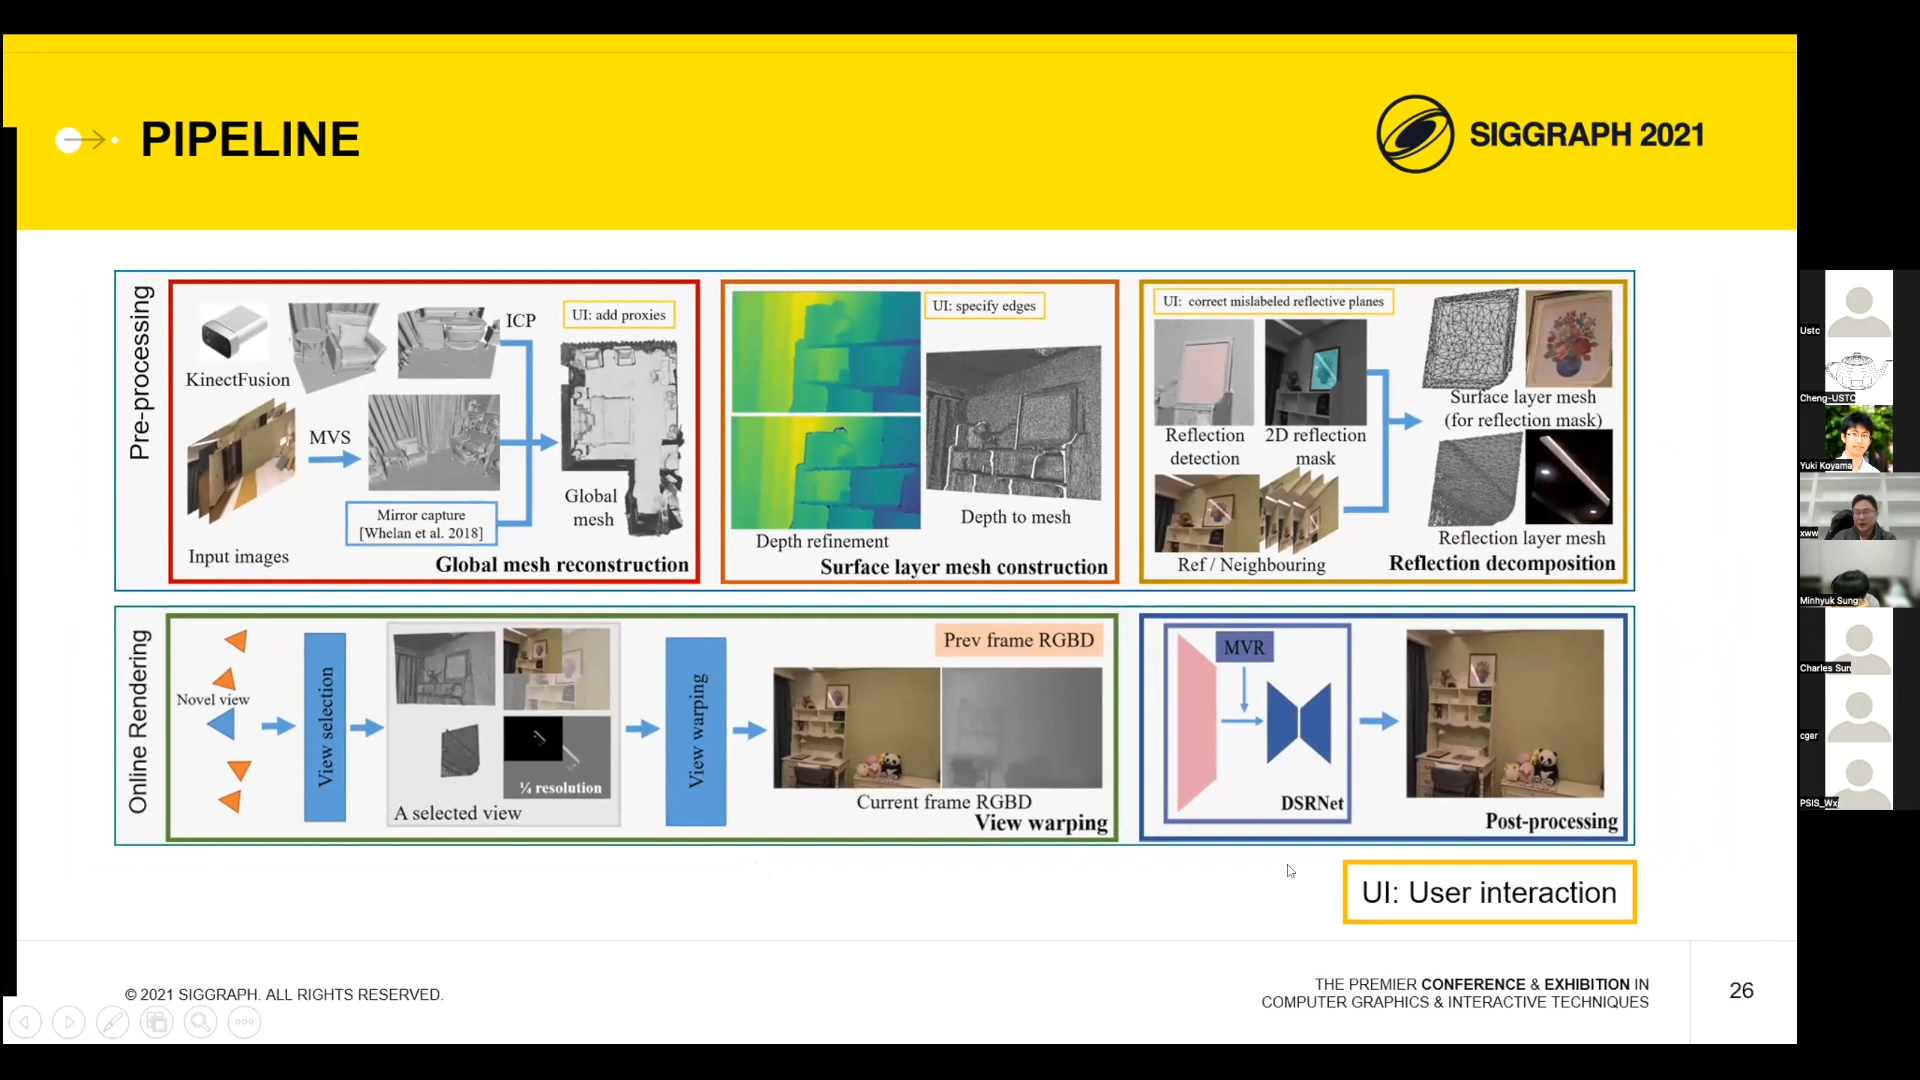 PIPELINE
SIGGRAPH 2021
Pre-processing
KinectFusion
ICP
UI: add proxies
MVS
Mirror capture
[Whelan et al. 2018]
Input images
Global
mesh
Global mesh reconstruction
UI: specify edges
Depth refinement
Depth to mesh
Surface layer mesh construction
UI: correct mislabeled reflective planes
Reflection
detection
2D reflection
mask
Ref / Neighbouring
Surface layer mesh
(for reflection mask)
Reflection layer mesh
Reflection decomposition
Online Rendering
Novel view
View selection
¼ resolution
A selected view
View warping
Prev frame RGBD
Current frame RGBD
View warping
MVR
DSRNet
Post-processing
UI: User interaction
© 2021 SIGGRAPH. ALL RIGHTS RESERVED.
THE PREMIER CONFERENCE & EXHIBITION IN
COMPUTER GRAPHICS & INTERACTIVE TECHNIQUES
26
Ustc
Cheng-USTC
Yuki Koyama
xww
Minhyuk Sung
Charles Sun
cger
PSIS_Wxj